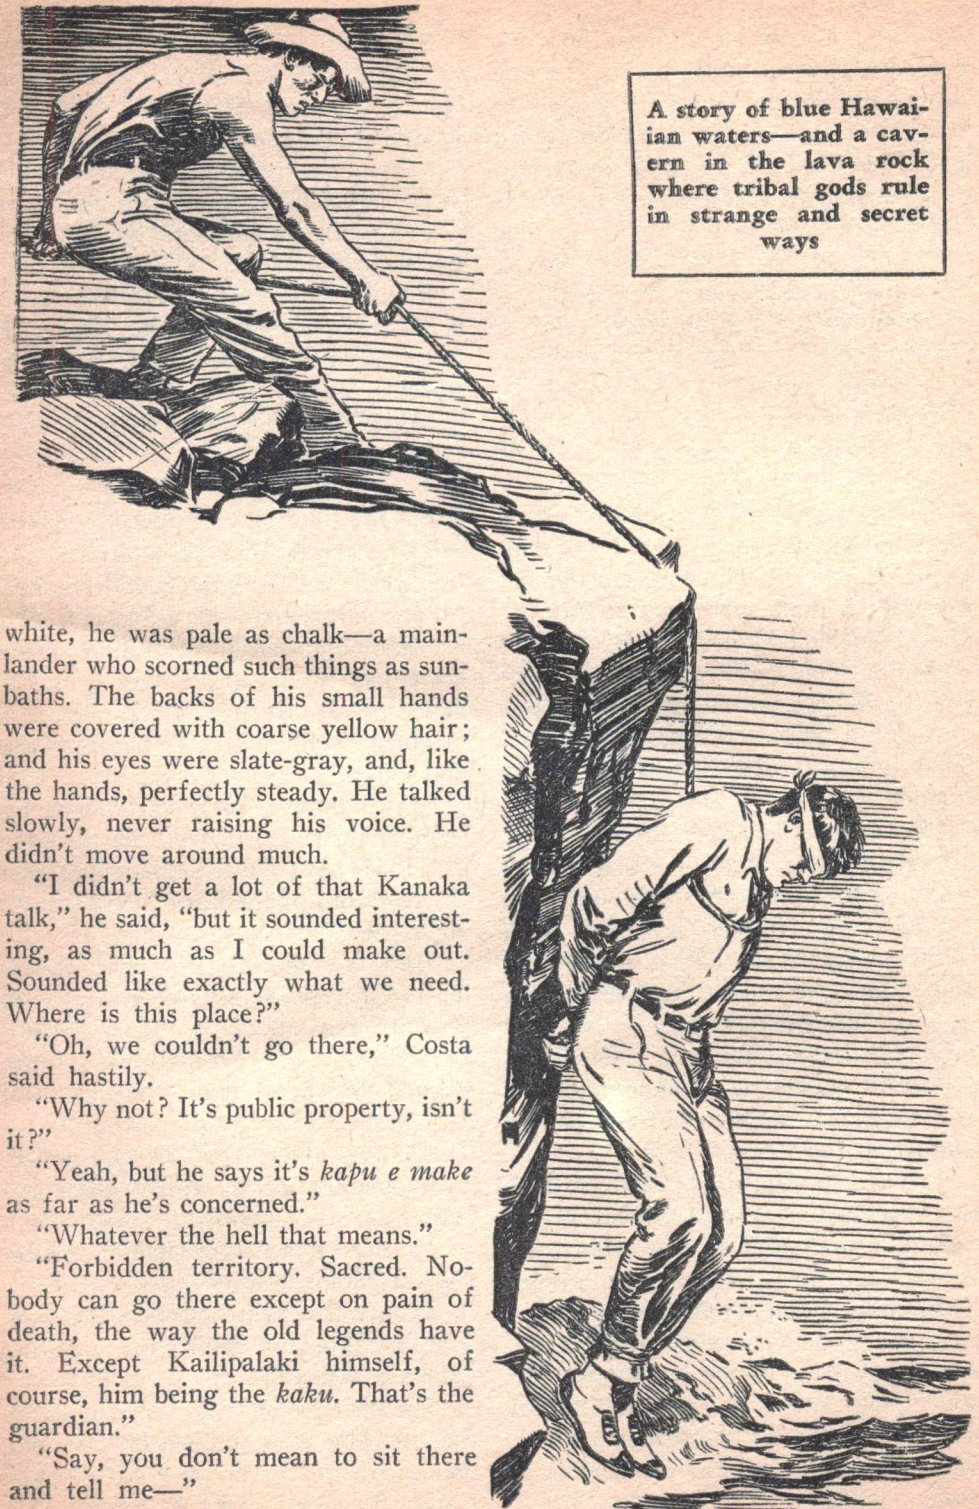 A story of blue Hawai-
ian waters—and a cav-
ern in the lava rock
where tribal gods rule
in strange and secret
ways
white, he was pale as chalk—a main-
lander who scorned such things as sun-
baths. The backs of his small hands
were covered with coarse yellow hair;
and his eyes were slate-gray, and, like
the hands, perfectly steady. He talked
slowly, never raising his voice. He
didn't move around much.
"I didn't get a lot of that Kanaka
talk," he said, "but it sounded interest-
ing, as much as I could make out.
Sounded like exactly what we need.
Where is this place?"
"Oh, we couldn't go there," Costa
said hastily.
"Why not? It's public property, isn't
it?"
"Yeah, but he says it's kapu e make
as far as he's concerned."
"Whatever the hell that means."
"Forbidden territory. Sacred. No-
body can go there except on pain of
death, the way the old legends have
it. Except Kailipalaki himself, of
course, him being the kaku. That's the
guardian."
"Say, you don't mean to sit there
and tell me—"